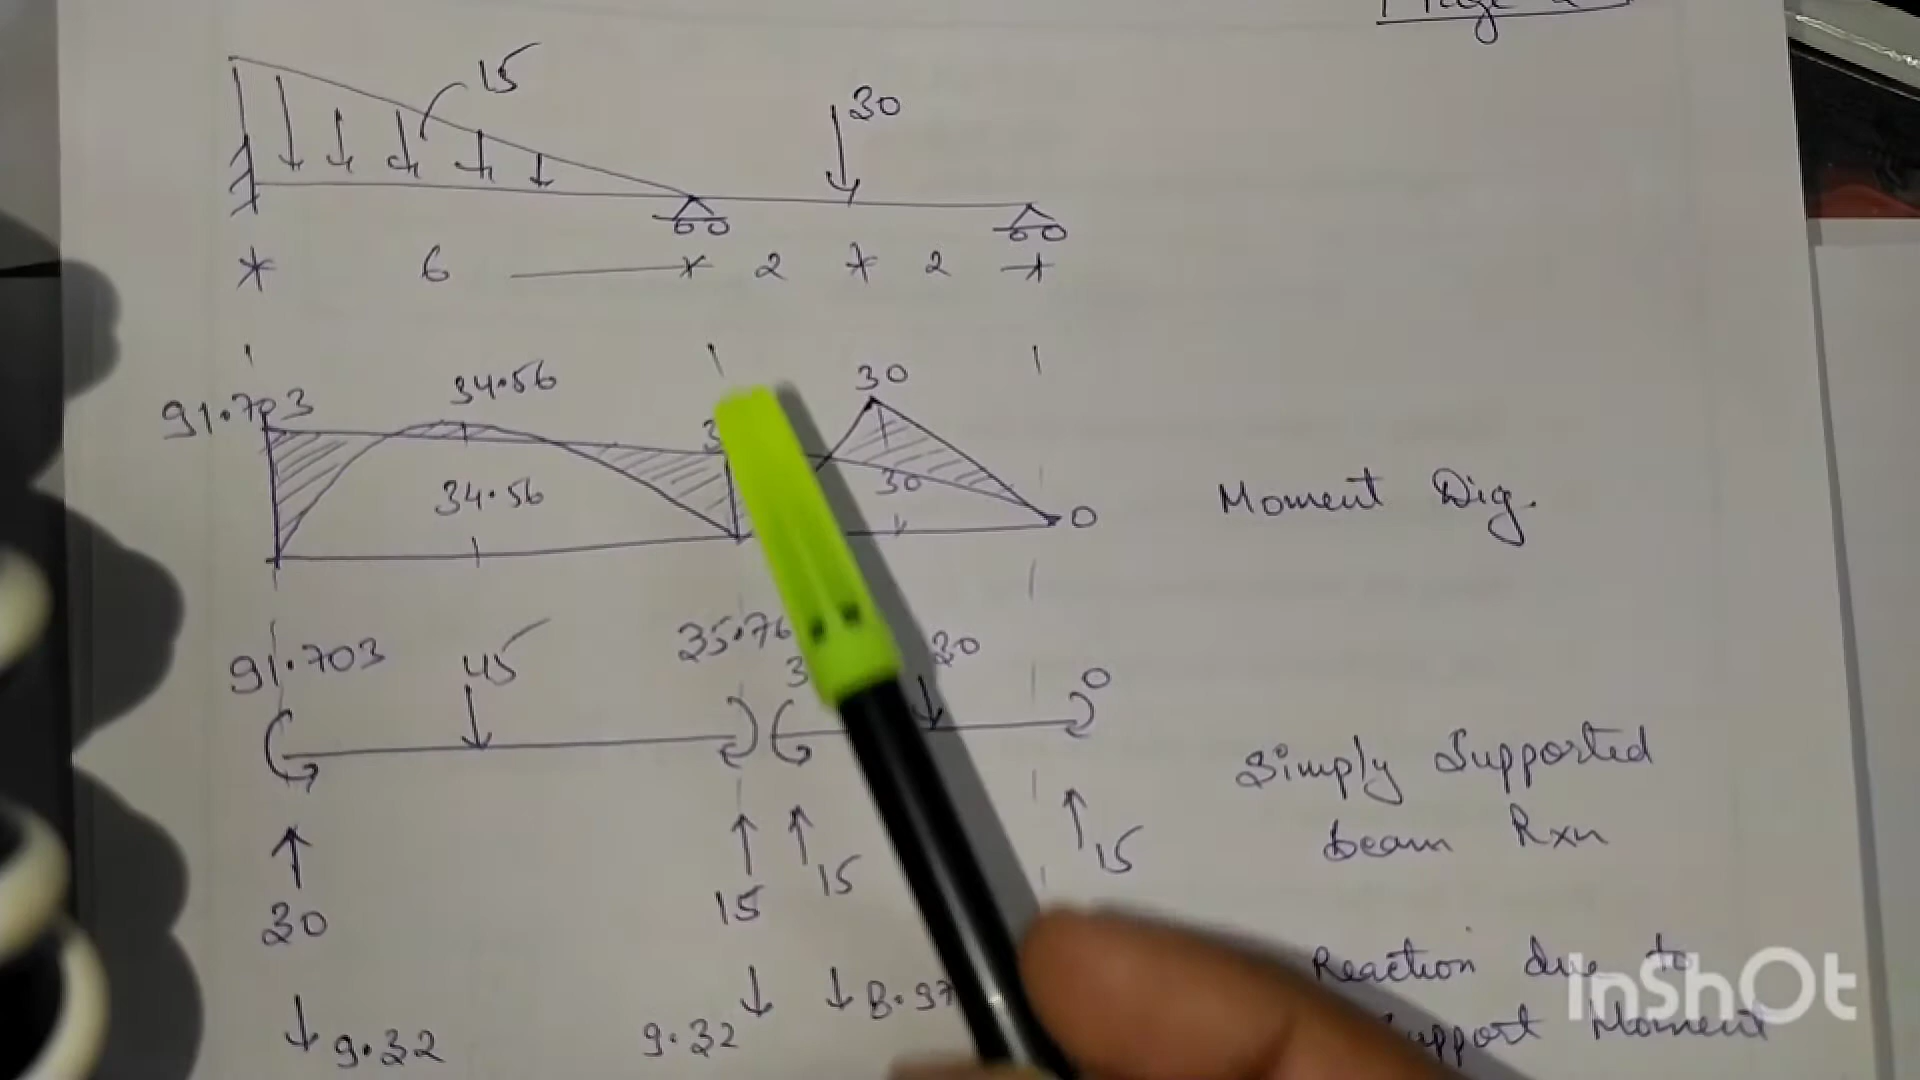 15
30
6 2 2
91.703 34.56 30
34.56 30 0
Moment Dig.
91.703 45 35.76 30 0
Simply Supported
beam Rxn
30 15 15 15
Reaction due to
Support Moment
9.32 9.32 8.97
InShOt